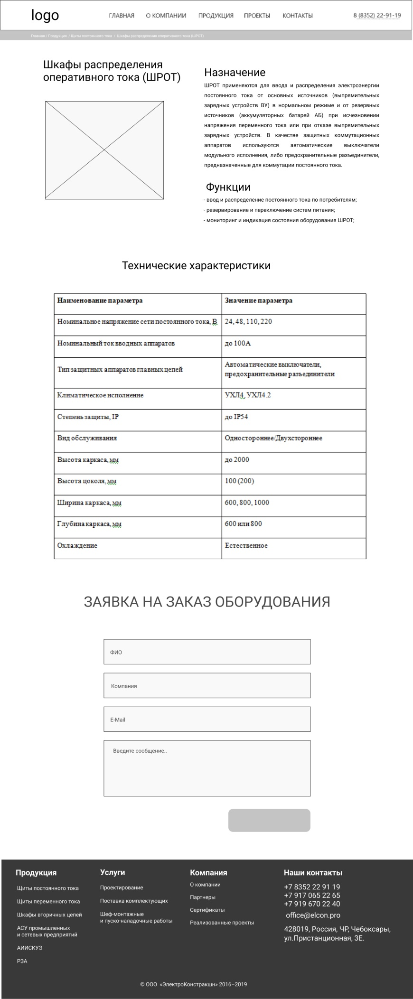 logo
ГЛАВНАЯ О КОМПАНИИ ПРОДУКЦИЯ ПРОЕКТЫ КОНТАКТЫ
8 (8352) 22-91-19
Главная / Продукция / Щиты постоянного тока / Шкафы распределения оперативного тока (ШРОТ)
Шкафы распределения
оперативного тока (ШРОТ)
Назначение
ШРОТ применяются для ввода и распределения электроэнергии
постоянного тока от основных источников (выпрямительных
зарядных устройств ВУ) в нормальном режиме и от резервных
источников (аккумуляторных батарей АБ) при исчезновении
напряжения переменного тока или при отказе выпрямительных
зарядных устройств. В качестве защитных коммутационных
аппаратов используются автоматические выключатели
модульного исполнения, либо предохранительные разъединители,
предназначенные для коммутации постоянного тока.
Функции
- ввод и распределение постоянного тока по потребителям;
- резервирование и переключение систем питания;
- мониторинг и индикация состояния оборудования ШРОТ;
Технические характеристики
Наименование параметра Значение параметра
Номинальное напряжение сети постоянного тока, В 24, 48, 110, 220
Номинальный ток вводных аппаратов до 100А
Тип защитных аппаратов главных цепей Автоматические выключатели,
предохранительные разъединители
Климатическое исполнение УХЛ4, УХЛ4.2
Степень защиты, IP до IP54
Вид обслуживания Одностороннее/Двухстороннее
Высота каркаса, мм до 2000
Высота цоколя, мм 100 (200)
Ширина каркаса, мм 600, 800, 1000
Глубина каркаса, мм 600 или 800
Охлаждение Естественное
ЗАЯВКА НА ЗАКАЗ ОБОРУДОВАНИЯ
ФИО
Компания
E-Mail
Введите сообщение..
Продукция
Щиты постоянного тока
Щиты переменного тока
Шкафы вторичных цепей
АСУ промышленных
и сетевых предприятий
АИИСКУЭ
РЗА
Услуги
Проектирование
Поставка комплектующих
Шеф-монтажные
и пуско-наладочные работы
Компания
О компании
Партнеры
Сертификаты
Реализованные проекты
Наши контакты
+7 8352 22 91 19
+7 917 065 22 65
+7 919 670 22 40
office@elcon.pro
428019, Россия, ЧР, Чебоксары,
ул.Пристанционная, 3Е.
© ООО «ЭлектроКонстракшн» 2016–2019